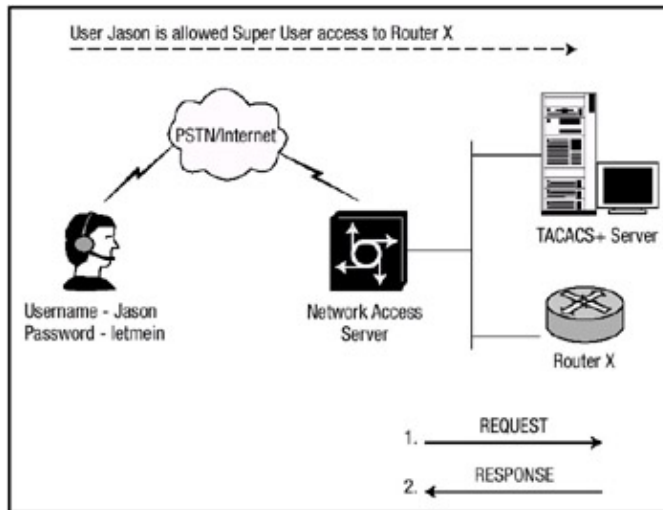 User Jason is allowed Super User access to Router X
PSTN/Internet
TACACS+ Server
Username - Jason
Password - letmein
Network Access
Server
Router X
1. REQUEST
2. RESPONSE